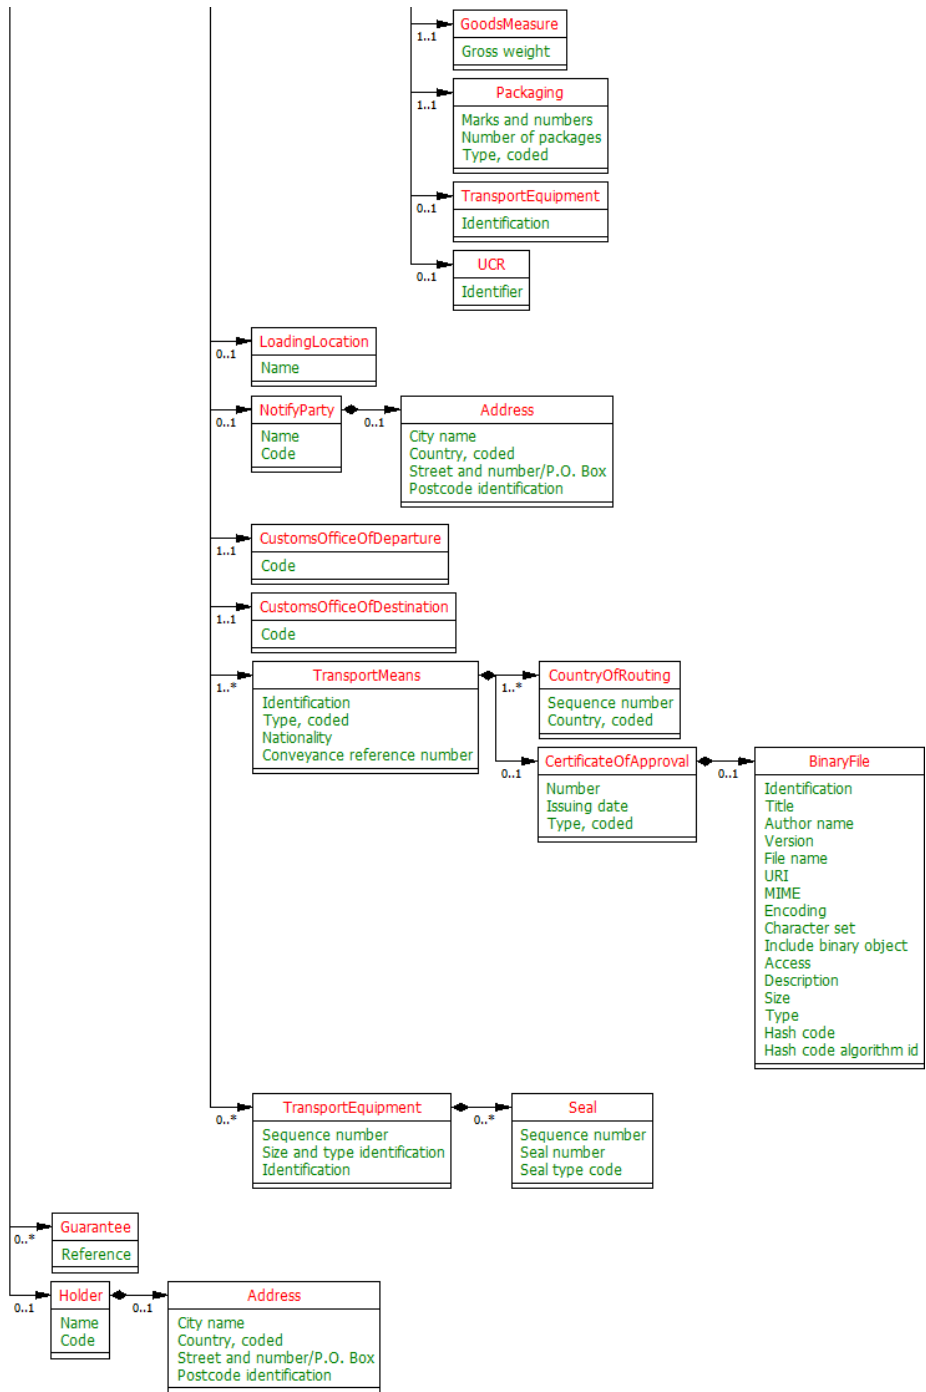 GoodsMeasure
1..1
Gross weight
Packaging
1..1
Marks and numbers
Number of packages
Type, coded
TransportEquipment
0..1
Identification
UCR
0..1
Identifier
LoadingLocation
0..1
Name
NotifyParty
0..1
Name
Code
0..1
Address
City name
Country, coded
Street and number/P.O. Box
Postcode identification
CustomsOfficeOfDeparture
1..1
Code
CustomsOfficeOfDestination
1..1
Code
TransportMeans
1..*
Identification
Type, coded
Nationality
Conveyance reference number
CountryOfRouting
1..*
Sequence number
Country, coded
CertificateOfApproval
0..1
Number
Issuing date
Type, coded
0..1
BinaryFile
Identification
Title
Author name
Version
File name
URI
MIME
Encoding
Character set
Include binary object
Access
Description
Size
Type
Hash code
Hash code algorithm id
TransportEquipment
0..*
Sequence number
Size and type identification
Identification
0..*
Seal
Sequence number
Seal number
Seal type code
Guarantee
0..*
Reference
Holder
0..1
Name
Code
0..1
Address
City name
Country, coded
Street and number/P.O. Box
Postcode identification